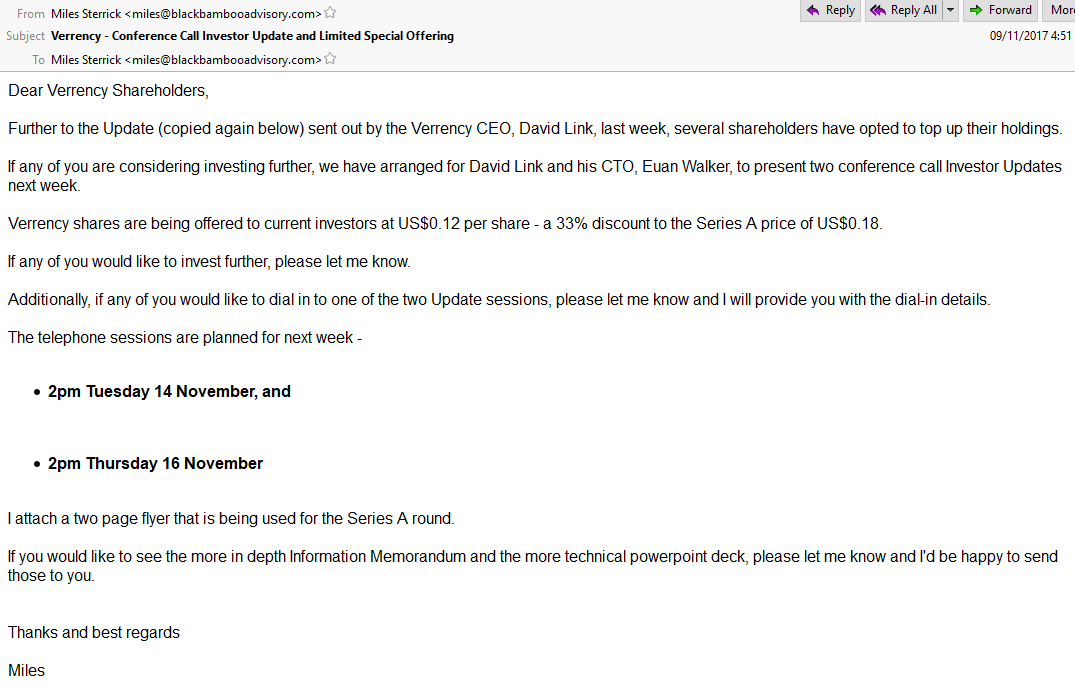 From Miles Sterrick <miles@blackbambooadvisory.com>
Reply
Reply All
Forward
Subject Verrency - Conference Call Investor Update and Limited Special Offering
09/11/2017 4:51
To Miles Sterrick <miles@blackbambooadvisory.com>
Dear Verrency Shareholders,
Further to the Update (copied again below) sent out by the Verrency CEO, David Link, last week, several shareholders have opted to top up their holdings.
If any of you are considering investing further, we have arranged for David Link and his CTO, Euan Walker, to present two conference call Investor Updates
next week.
Verrency shares are being offered to current investors at US$0.12 per share - a 33% discount to the Series A price of US$0.18.
If any of you would like to invest further, please let me know.
Additionally, if any of you would like to dial in to one of the two Update sessions, please let me know and I will provide you with the dial-in details.
The telephone sessions are planned for next week -
• 2pm Tuesday 14 November, and
• 2pm Thursday 16 November
I attach a two page flyer that is being used for the Series A round.
If you would like to see the more in depth Information Memorandum and the more technical powerpoint deck, please let me know and I'd be happy to send
those to you.
Thanks and best regards
Miles